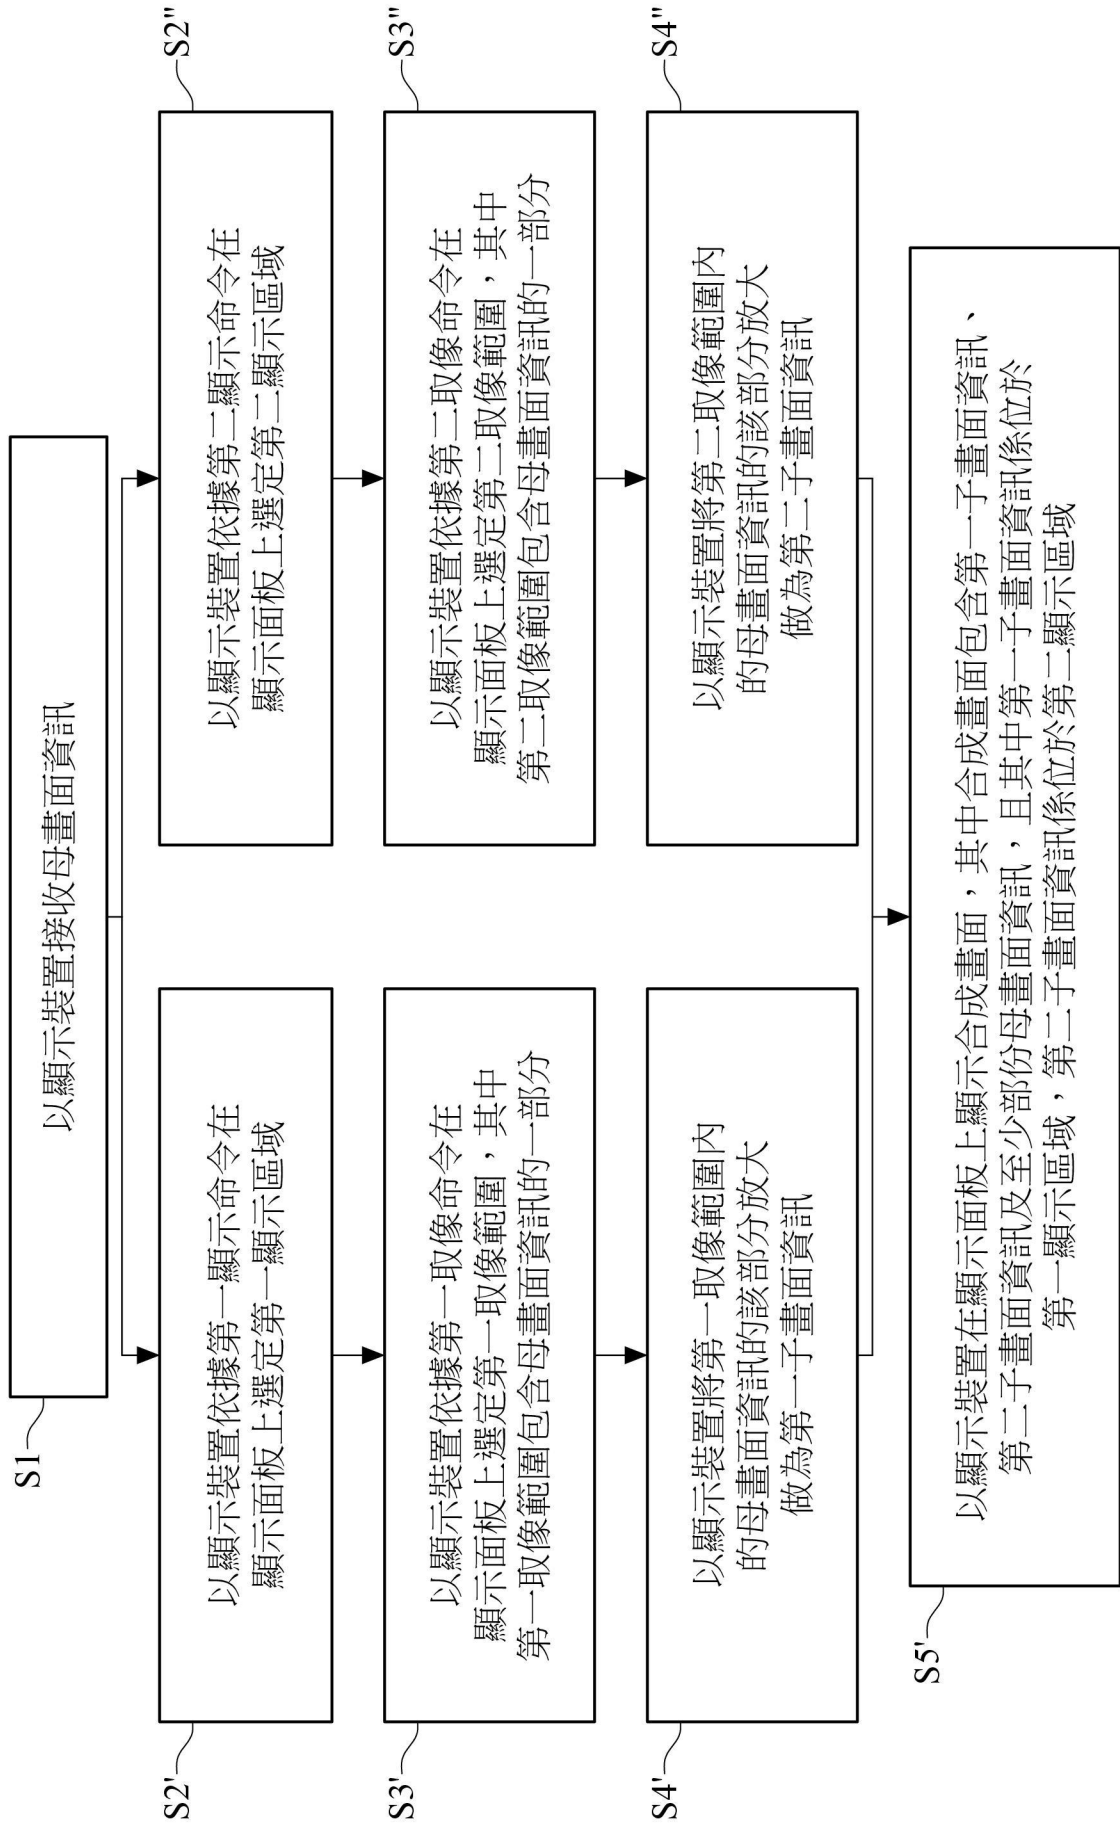 S1
以顯示裝置接收母畫面資訊
S2'
以顯示裝置依據第一顯示命令在
顯示面板上選定第一顯示區域
S2"
以顯示裝置依據第二顯示命令在
顯示面板上選定第二顯示區域
S3'
以顯示裝置依據第一取像命令在
顯示面板上選定第一取像範圍，其中
第一取像範圍包含母畫面資訊的一部分
S3"
以顯示裝置依據第二取像命令在
顯示面板上選定第二取像範圍，其中
第二取像範圍包含母畫面資訊的一部分
S4'
以顯示裝置將第一取像範圍內
的母畫面資訊的該部分放大
做為第一子畫面資訊
S4"
以顯示裝置將第二取像範圍內
的母畫面資訊的該部分放大
做為第二子畫面資訊
S5'
以顯示裝置在顯示面板上顯示合成畫面，其中合成畫面包含第一子畫面資訊、
第二子畫面資訊及至少部份母畫面資訊，且其中第一子畫面資訊係位於
第一顯示區域，第二子畫面資訊係位於第二顯示區域